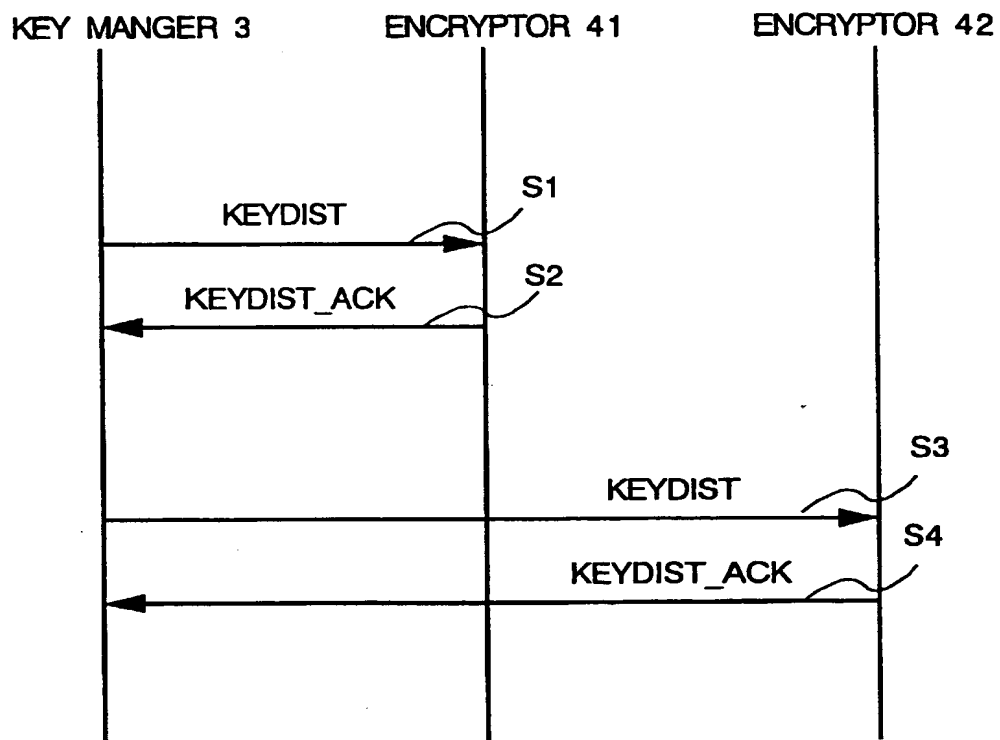 KEY MANGER 3
ENCRYPTOR 41
ENCRYPTOR 42
S1
KEYDIST
S2
KEYDIST_ACK
S3
KEYDIST
S4
KEYDIST_ACK